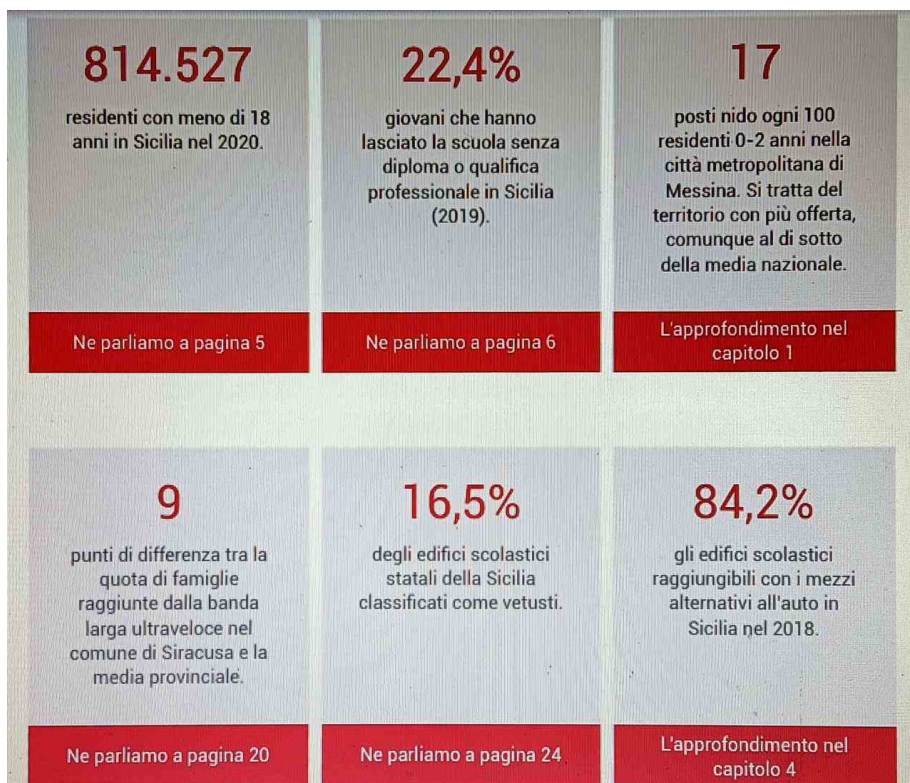 814.527
residenti con meno di 18
anni in Sicilia nel 2020.
Ne parliamo a pagina 5
22,4%
giovani che hanno
lasciato la scuola senza
diploma o qualifica
professionale in Sicilia
(2019).
Ne parliamo a pagina 6
17
posti nido ogni 100
residenti 0-2 anni nella
città metropolitana di
Messina. Si tratta del
territorio con più offerta,
comunque al di sotto
della media nazionale.
L'approfondimento nel
capitolo 1
9
punti di differenza tra la
quota di famiglie
raggiunte dalla banda
larga ultraveloce nel
comune di Siracusa e la
media provinciale.
Ne parliamo a pagina 20
16,5%
degli edifici scolastici
statali della Sicilia
classificati come vetusti.
Ne parliamo a pagina 24
84,2%
gli edifici scolastici
raggiungibili con i mezzi
alternativi all'auto in
Sicilia nel 2018.
L'approfondimento nel
capitolo 4